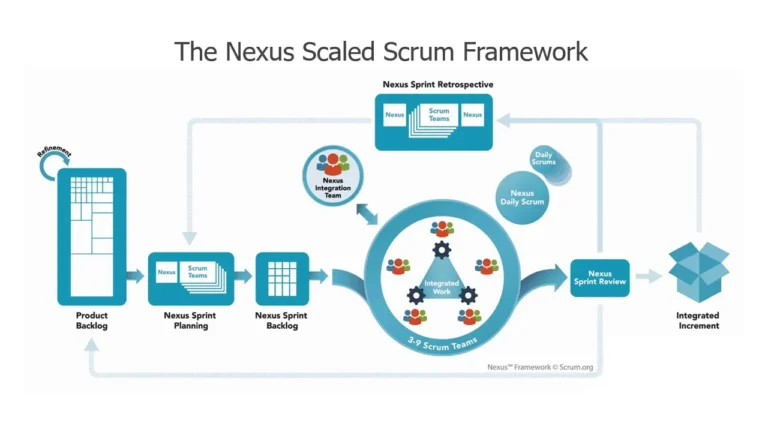 The Nexus Scaled Scrum Framework
Nexus Sprint Retrospective
Nexus
Scrum
Teams
Nexus
Refinement
Nexus
Integration
Team
Daily
Scrums
Nexus
Daily Scrum
Nexus
Scrum
Teams
Integrated
Work
Nexus
Sprint Review
Product
Backlog
Nexus Sprint
Planning
Nexus Sprint
Backlog
3-9 Scrum Teams
Integrated
Increment
Nexus™ Framework © Scrum.org